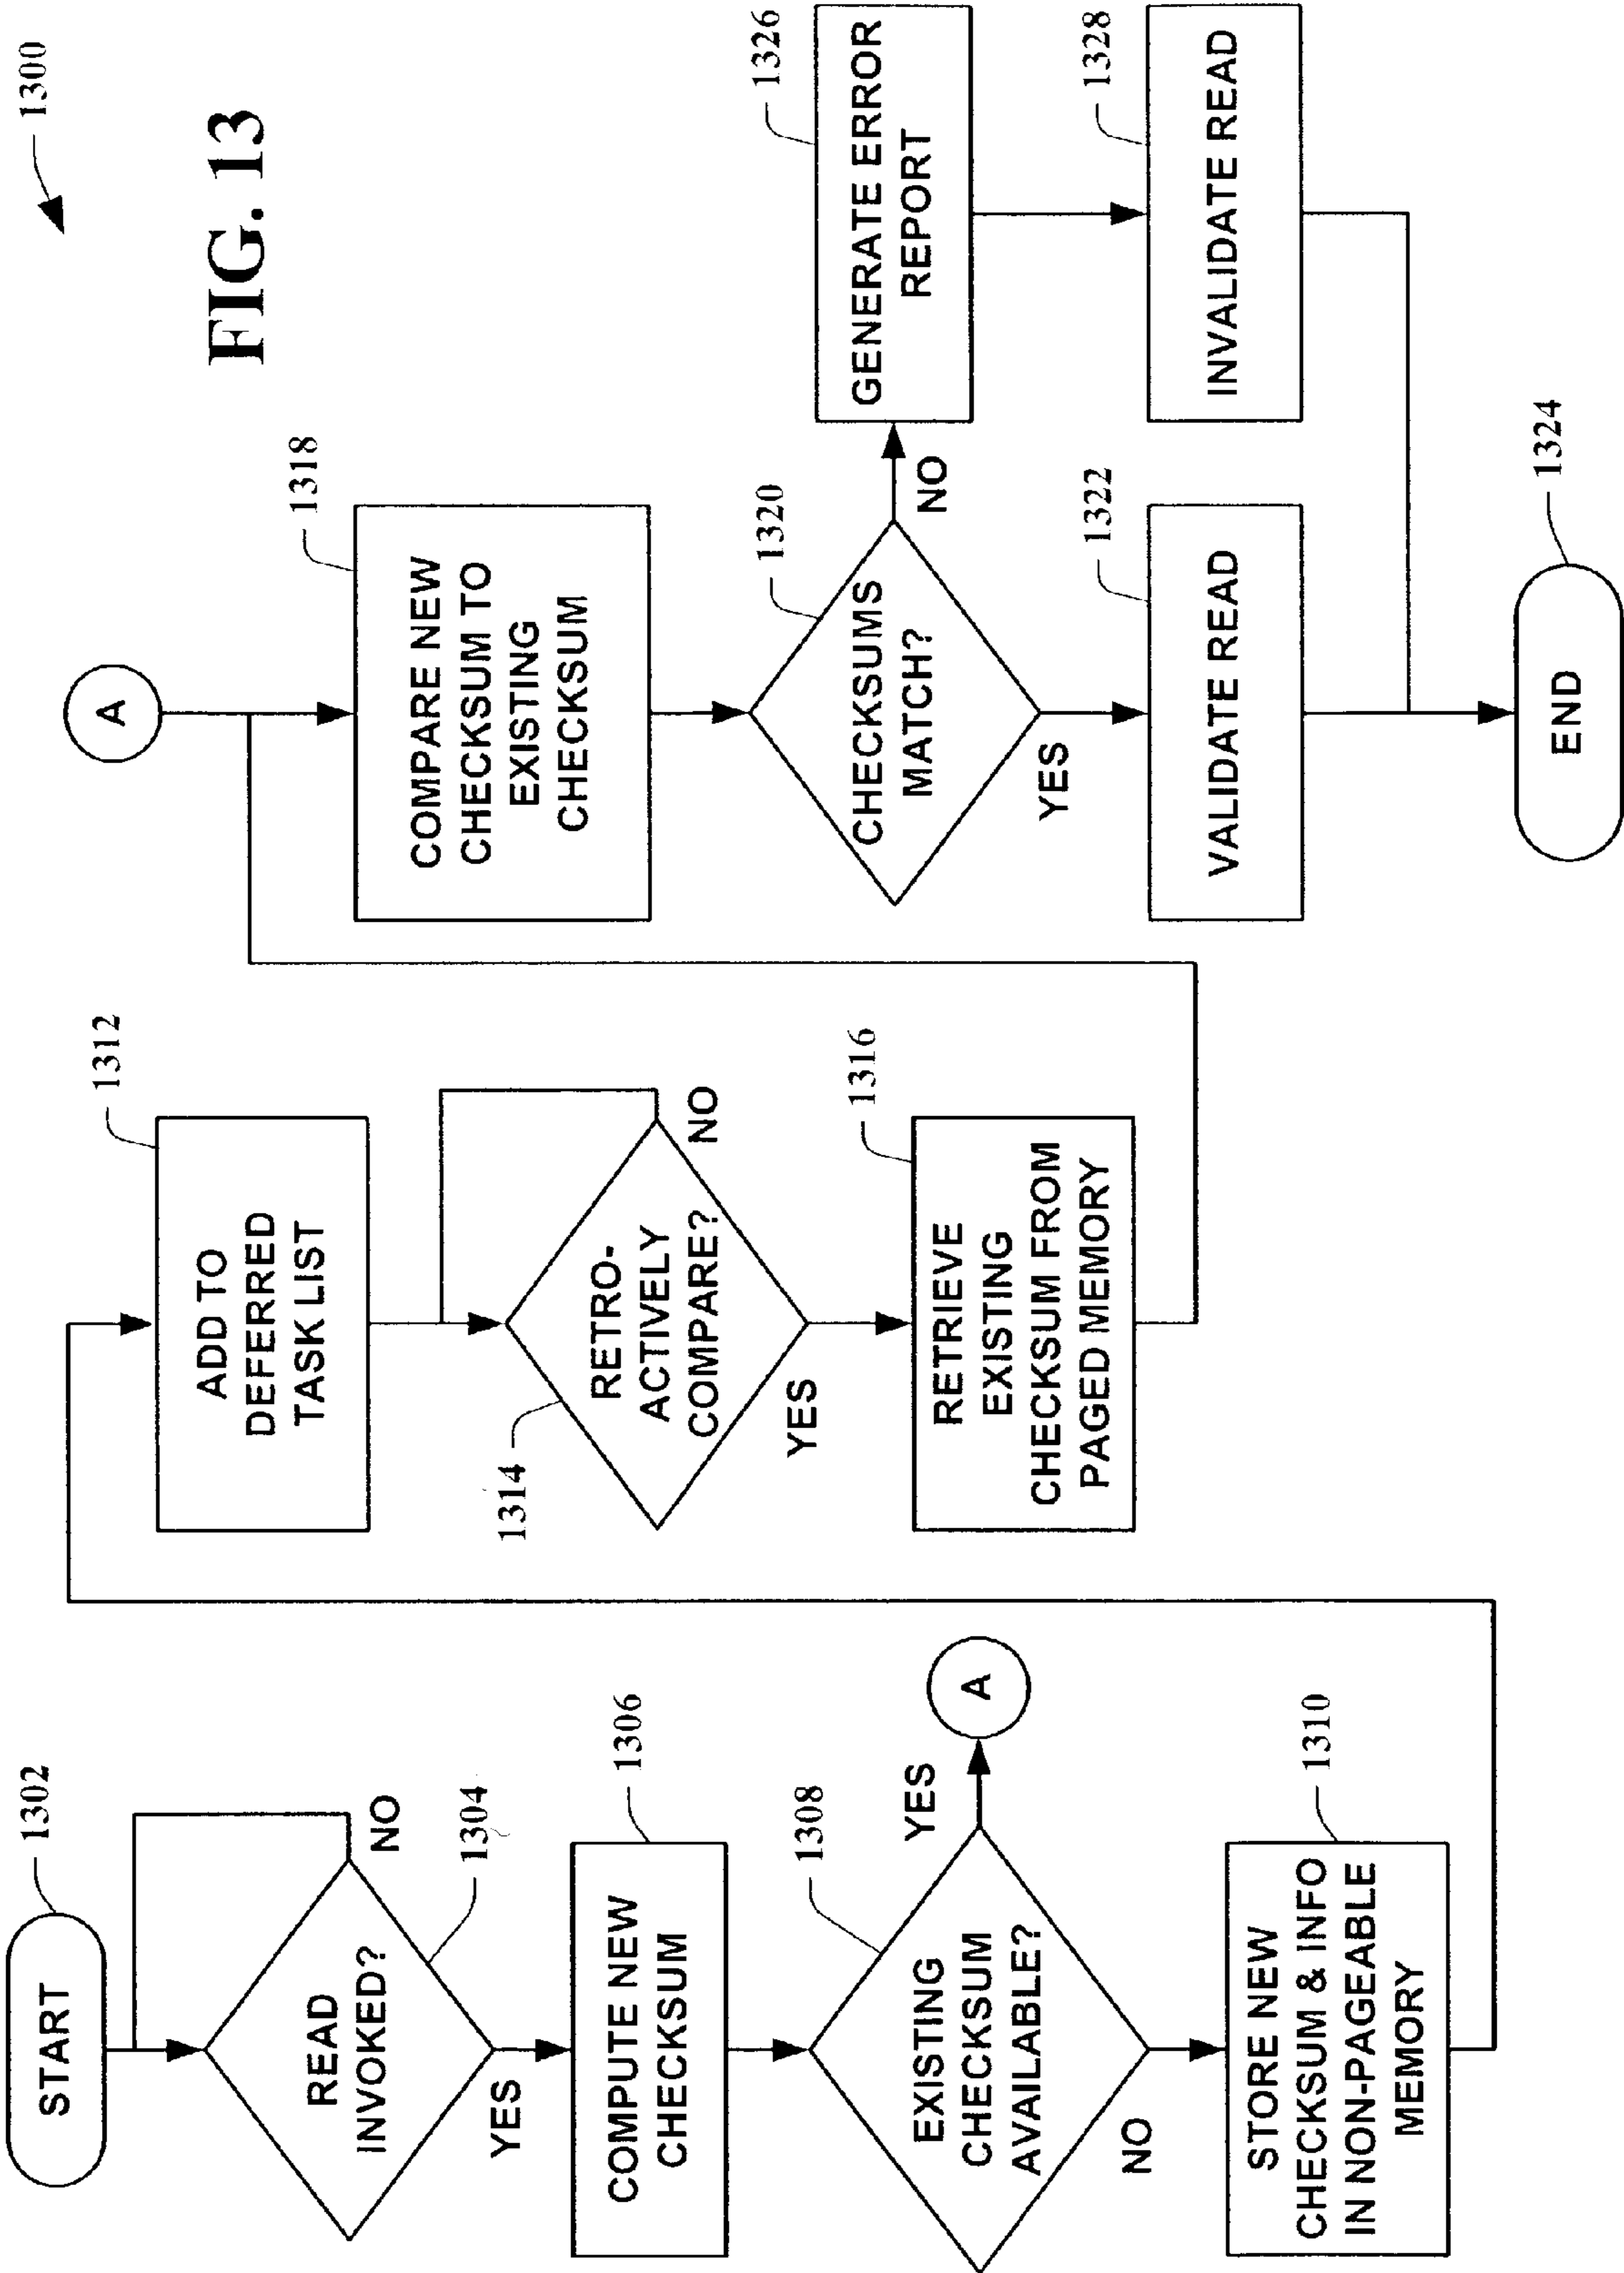 1300
FIG. 13
START
1302
READ
INVOKED?
NO
1304
YES
COMPUTE NEW
CHECKSUM
1306
EXISTING
CHECKSUM
AVAILABLE?
1308
YES
A
NO
STORE NEW
CHECKSUM & INFO
IN NON-PAGEABLE
MEMORY
1310
ADD TO
DEFERRED
TASK LIST
1312
RETRO-
ACTIVELY
COMPARE?
1314
NO
YES
RETRIEVE
EXISTING
CHECKSUM FROM
PAGED MEMORY
1316
A
COMPARE NEW
CHECKSUM TO
EXISTING
CHECKSUM
1318
CHECKSUMS
MATCH?
1320
NO
YES
GENERATE ERROR
REPORT
1326
VALIDATE READ
1322
INVALIDATE READ
1328
END
1324